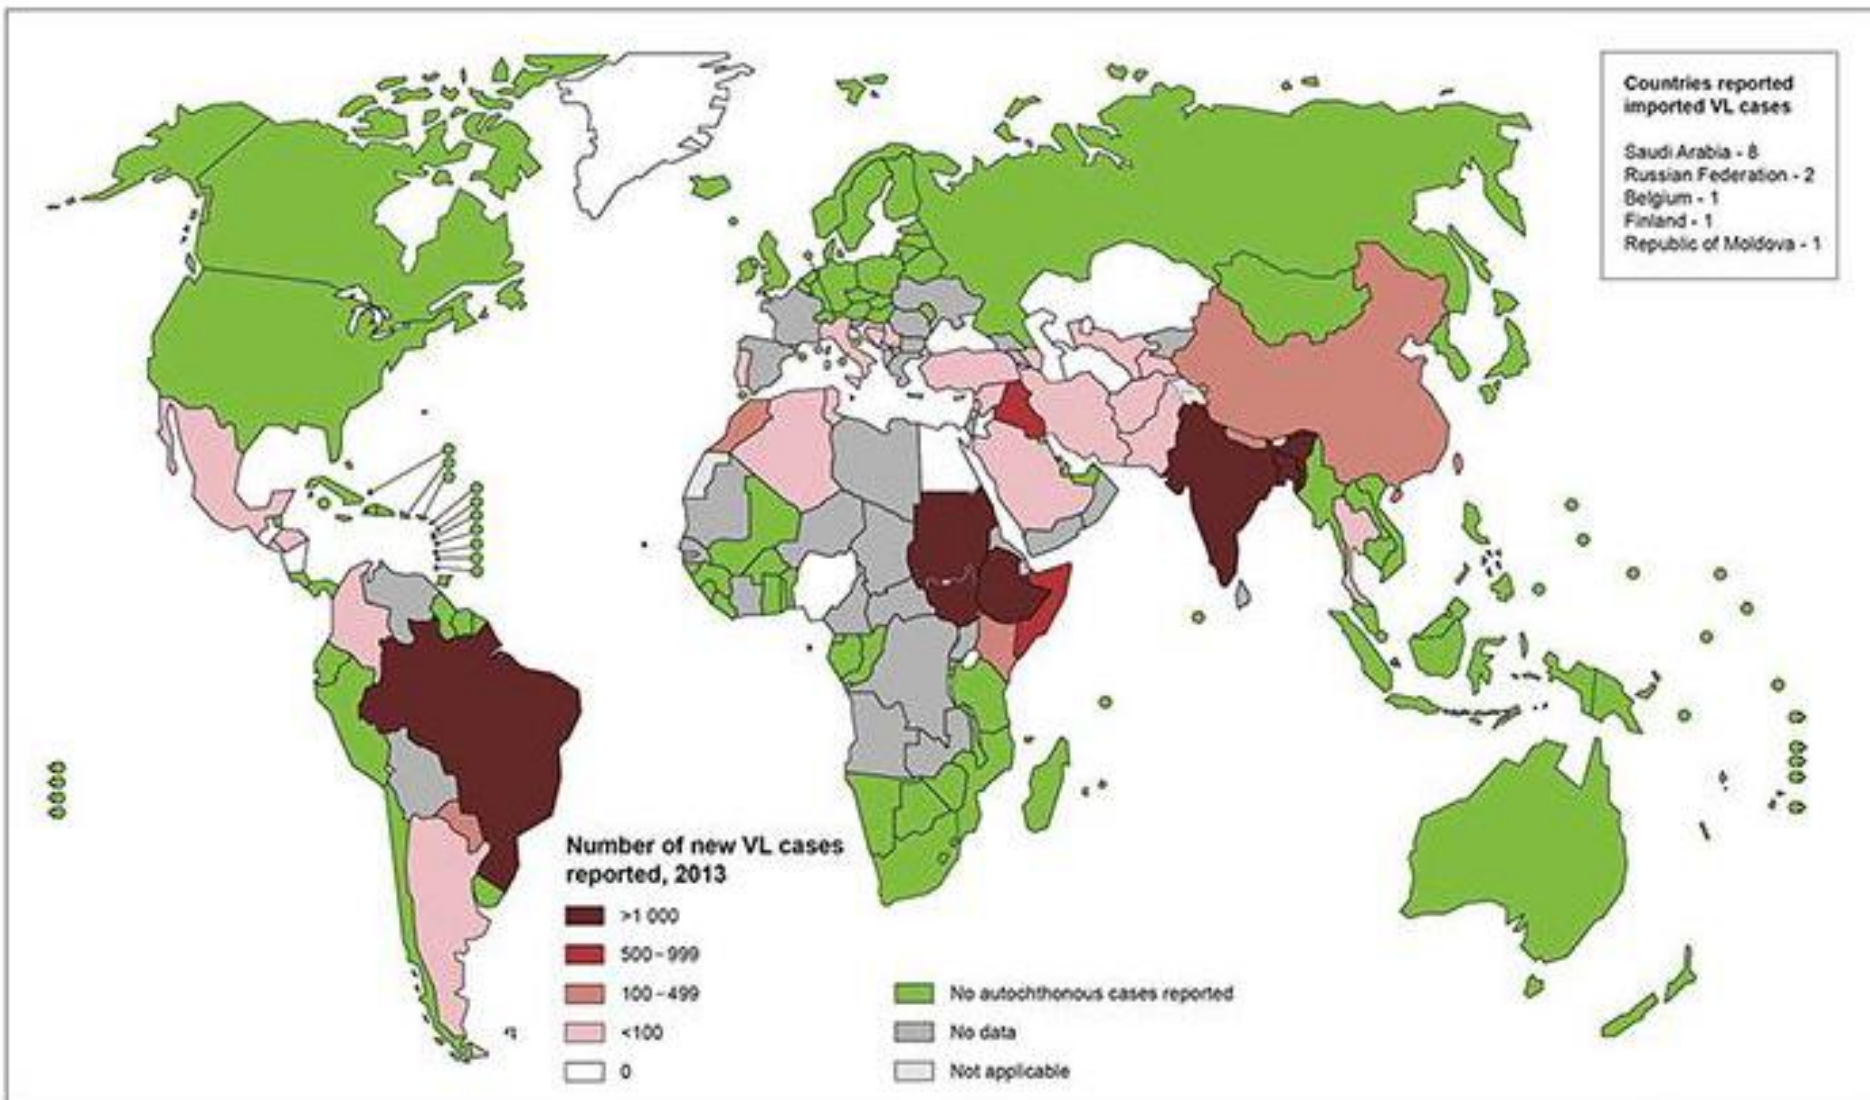 Countries reported
imported VL cases
Saudi Arabia - 8
Russian Federation - 2
Belgium - 1
Finland - 1
Republic of Moldova - 1
Number of new VL cases
reported, 2013
>1 000
500–999
100–499
<100
0
No autochthonous cases reported
No data
Not applicable